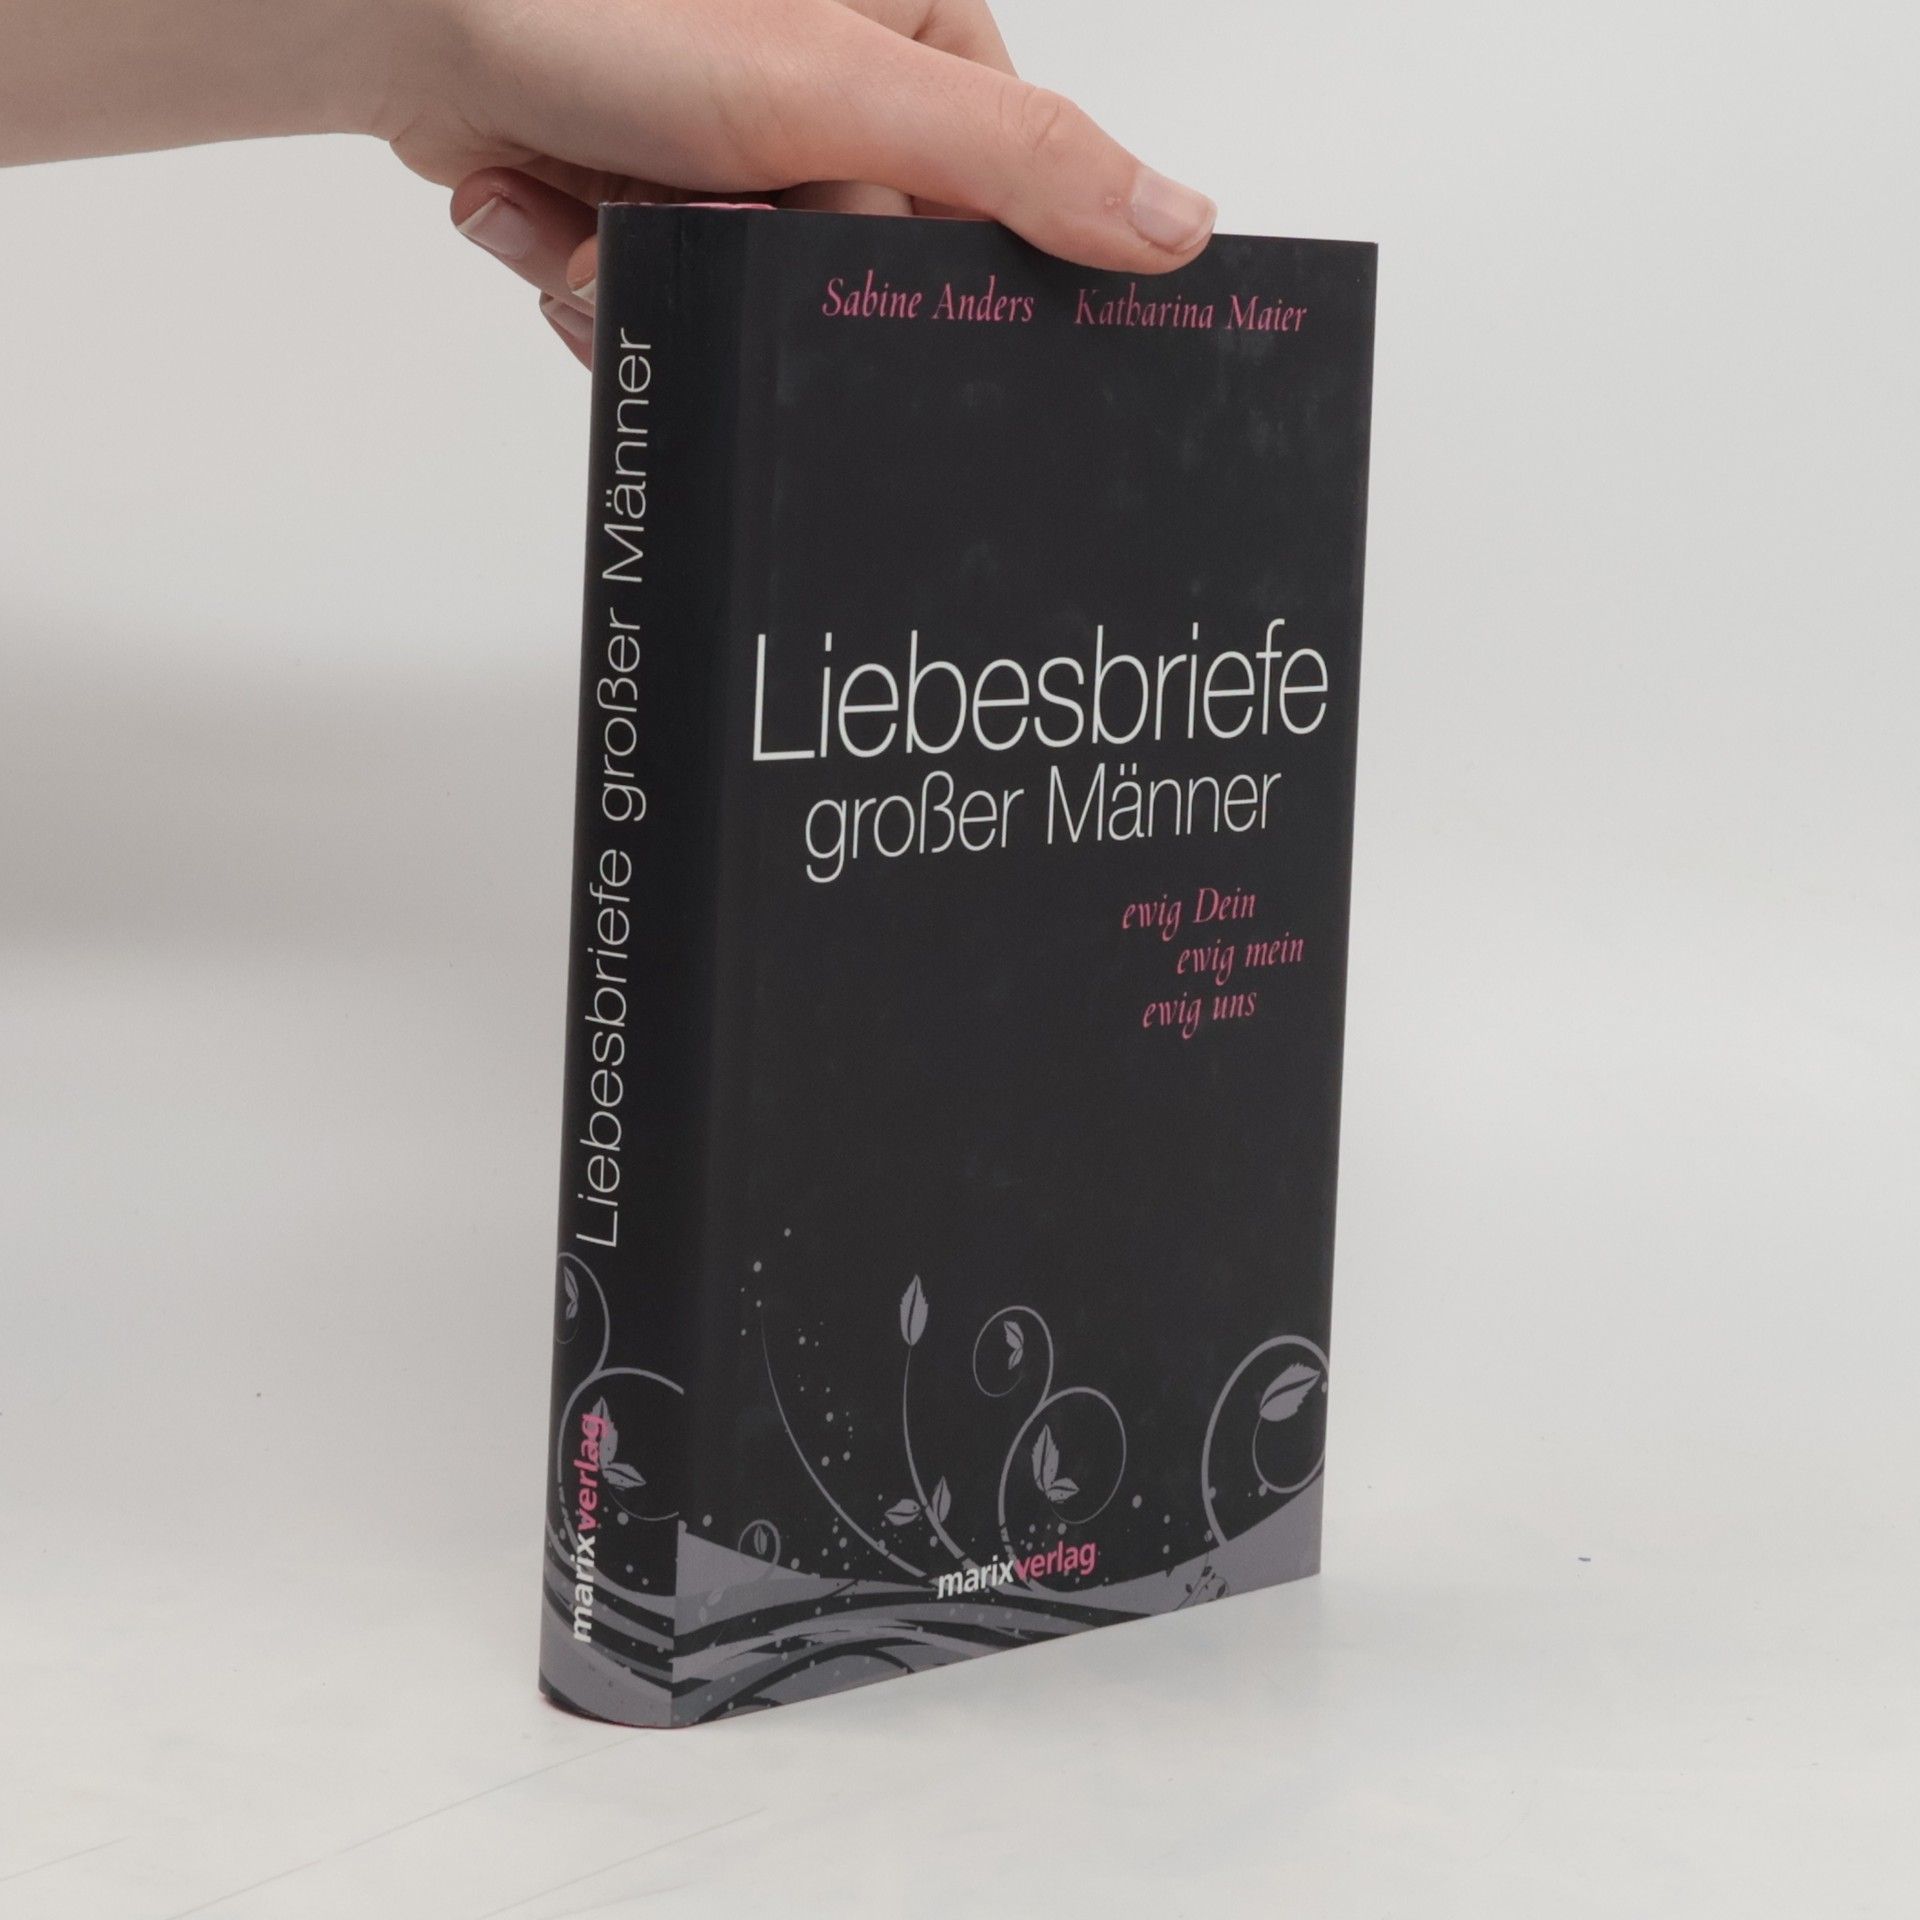 Sabine Anders Katharina Maier
Liebesbriefe
großer Männer
ewig Dein
ewig mein
ewig uns
marixverlag
Liebesbriefe großer Männer
marixverlag